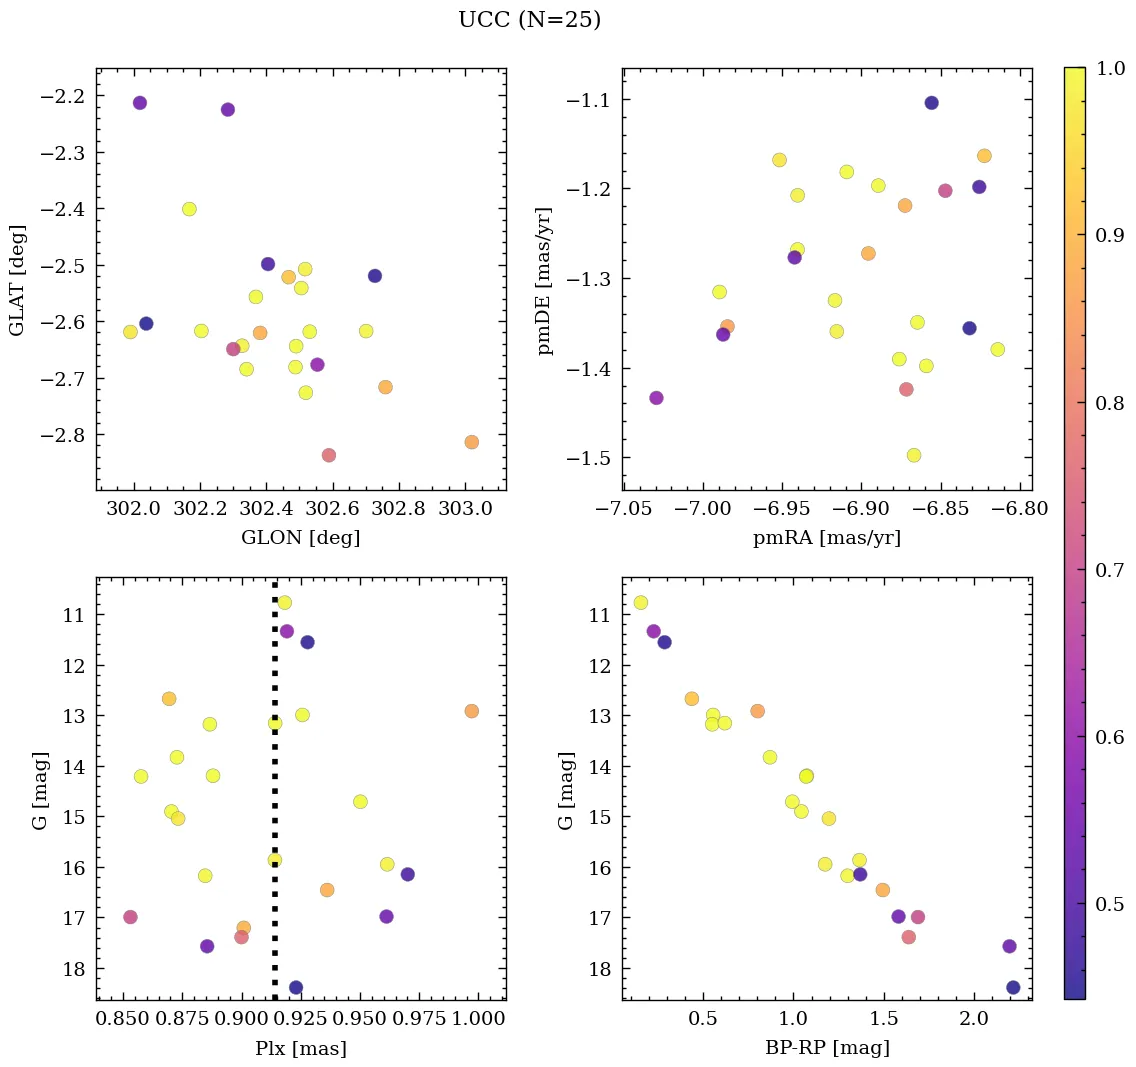 UCC (N=25)
−2.2
−2.3
−2.4
−2.5
−2.6
−2.7
−2.8
GLAT [deg]
302.0 302.2 302.4 302.6 302.8 303.0
GLON [deg]
−1.1
−1.2
−1.3
−1.4
−1.5
pmDE [mas/yr]
−7.05 −7.00 −6.95 −6.90 −6.85 −6.80
pmRA [mas/yr]
11
12
13
14
15
16
17
18
G [mag]
0.850 0.875 0.900 0.925 0.950 0.975 1.000
Plx [mas]
11
12
13
14
15
16
17
18
G [mag]
0.5 1.0 1.5 2.0
BP-RP [mag]
1.0
0.9
0.8
0.7
0.6
0.5